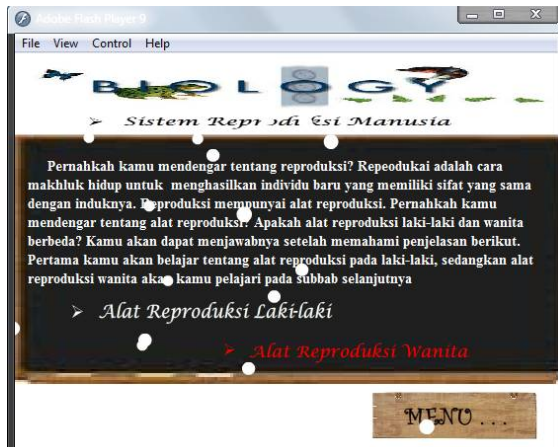 Adobe Flash Player 9
File View Control Help
BIOLOGY
➢ Sistem Reproduksi Manusia
Pernahkah kamu mendengar tentang reproduksi? Repeodukai adalah cara
makhluk hidup untuk menghasilkan individu baru yang memiliki sifat yang sama
dengan induknya. Reproduksi mempunyai alat reproduksi. Pernahkah kamu
mendengar tentang alat reproduksi? Apakah alat reproduksi laki-laki dan wanita
berbeda? Kamu akan dapat menjawabnya setelah memahami penjelasan berikut.
Pertama kamu akan belajar tentang alat reproduksi pada laki-laki, sedangkan alat
reproduksi wanita akan kamu pelajari pada subbab selanjutnya
➢ Alat Reproduksi Laki-laki
➢ Alat Reproduksi Wanita
MENU . . .